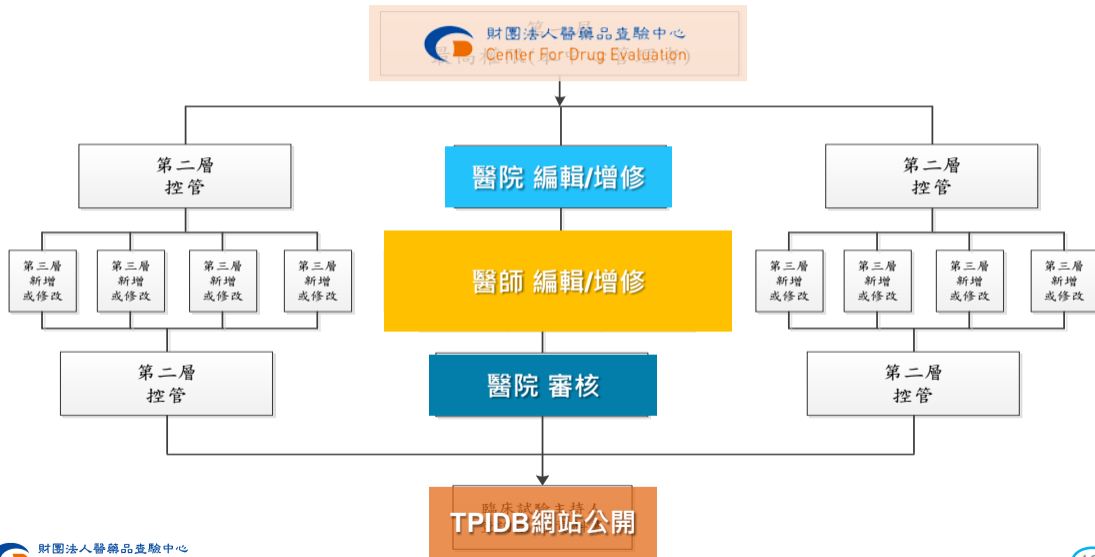 財團法人醫藥品查驗中心
Center For Drug Evaluation
第二層
控管
醫院 編輯/增修
第二層
控管
第三層
新增
或修改
第三層
新增
或修改
第三層
新增
或修改
第三層
新增
或修改
醫師 編輯/增修
第三層
新增
或修改
第三層
新增
或修改
第三層
新增
或修改
第三層
新增
或修改
第二層
控管
醫院 審核
第二層
控管
臨床試驗主持人
TPIDB網站公開
財團法人醫藥品查驗中心